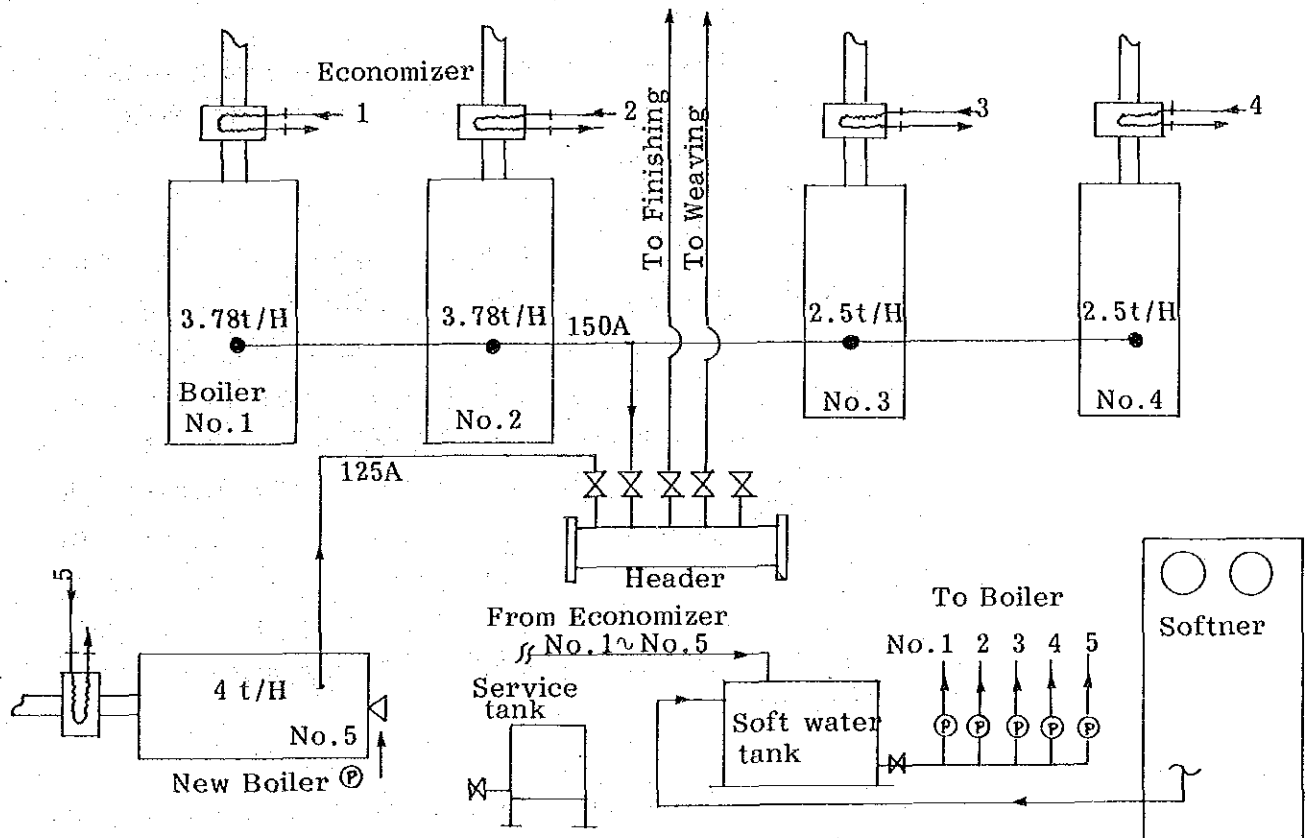 Economizer
1
2
3
4
To Finishing
To Weaving
3.78t/H
3.78t/H
150A
2.5t/H
2.5t/H
Boiler
No.1
No.2
No.3
No.4
125A
Header
5
From Economizer
No.1~No.5
To Boiler
No.1 2 3 4 5
Softner
4 t/H
No.5
New Boiler P
Service
tank
Soft water
tank
P P P P P